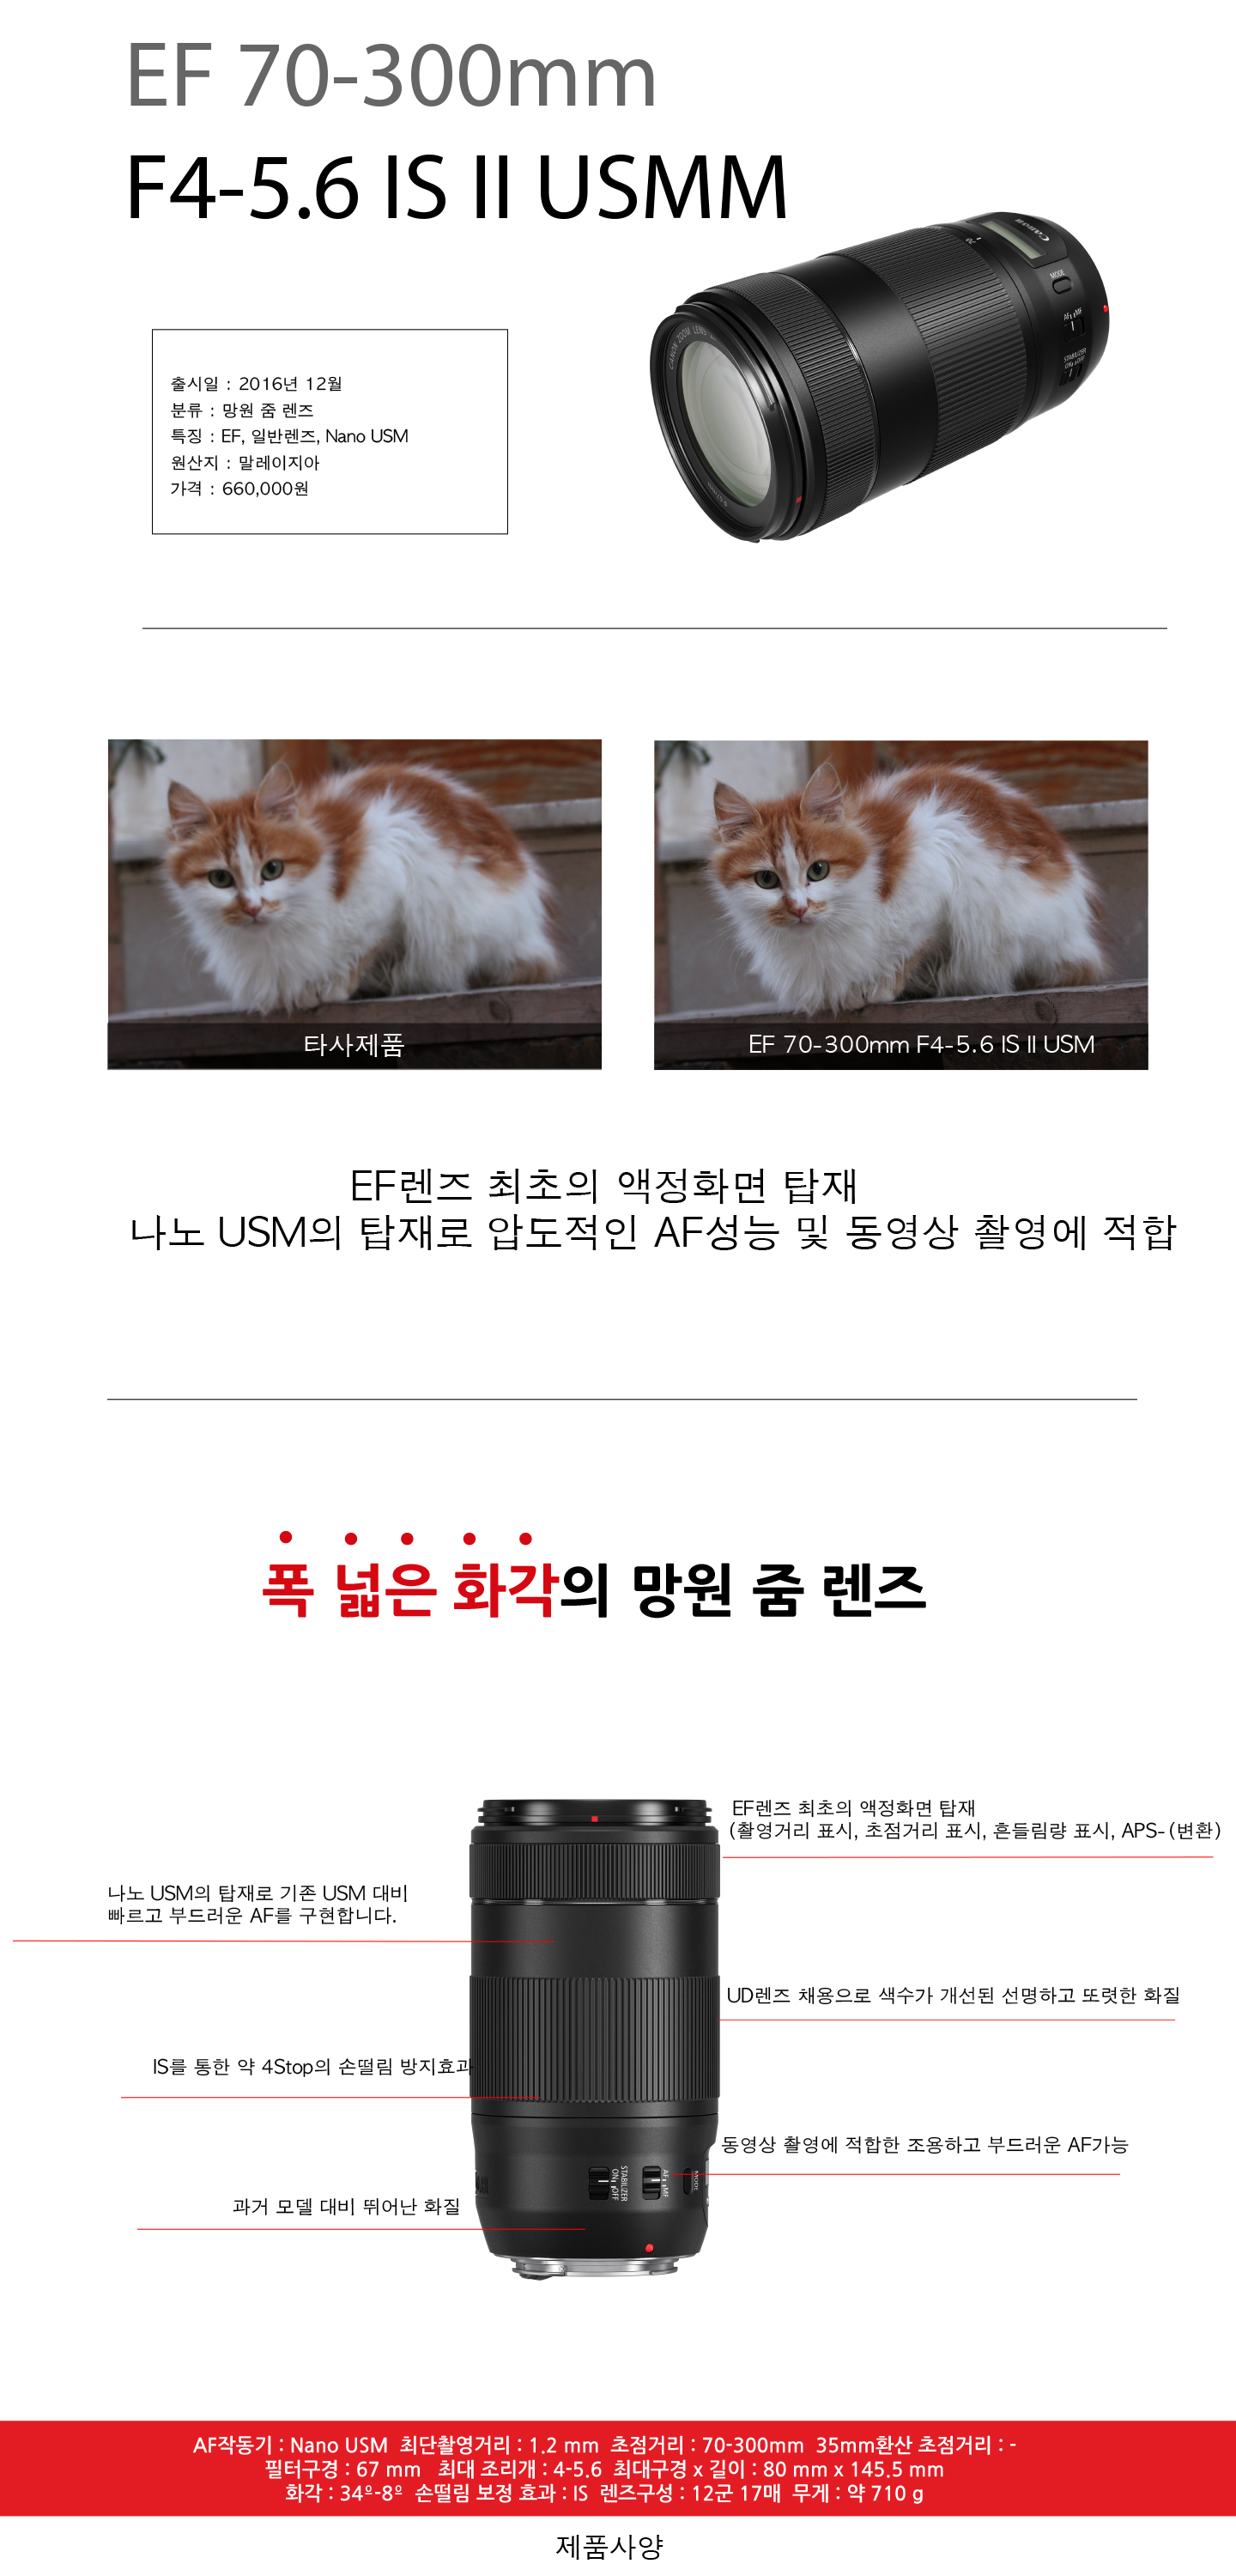 EF 70-300mm
F4-5.6 IS II USMM
Canon
70
MODE
AF MF
STABILIZER
CANON ZOOM LENS
출시일 : 2016년 12월
분류 : 망원 줌 렌즈
특징 : EF, 일반렌즈, Nano USM
원산지 : 말레이지아
가격 : 660,000원
타사제품
EF 70-300mm F4-5.6 IS II USM
EF렌즈 최초의 액정화면 탑재
나노 USM의 탑재로 압도적인 AF성능 및 동영상 촬영에 적합
폭 넓은 화각의 망원 줌 렌즈
EF렌즈 최초의 액정화면 탑재
(촬영거리 표시, 초점거리 표시, 흔들림량 표시, APS-(변환)
나노 USM의 탑재로 기존 USM 대비
빠르고 부드러운 AF를 구현합니다.
UD렌즈 채용으로 색수가 개선된 선명하고 또렷한 화질
IS를 통한 약 4Stop의 손떨림 방지효과
동영상 촬영에 적합한 조용하고 부드러운 AF가능
STABILIZER
ON OFF
AF MF
MODE
과거 모델 대비 뛰어난 화질
AF작동기 : Nano USM 최단촬영거리 : 1.2 mm 초점거리 : 70-300mm 35mm환산 초점거리 : -
필터구경 : 67 mm 최대 조리개 : 4-5.6 최대구경 x 길이 : 80 mm x 145.5 mm
화각 : 34º-8º 손떨림 보정 효과 : IS 렌즈구성 : 12군 17매 무게 : 약 710 g
제품사양